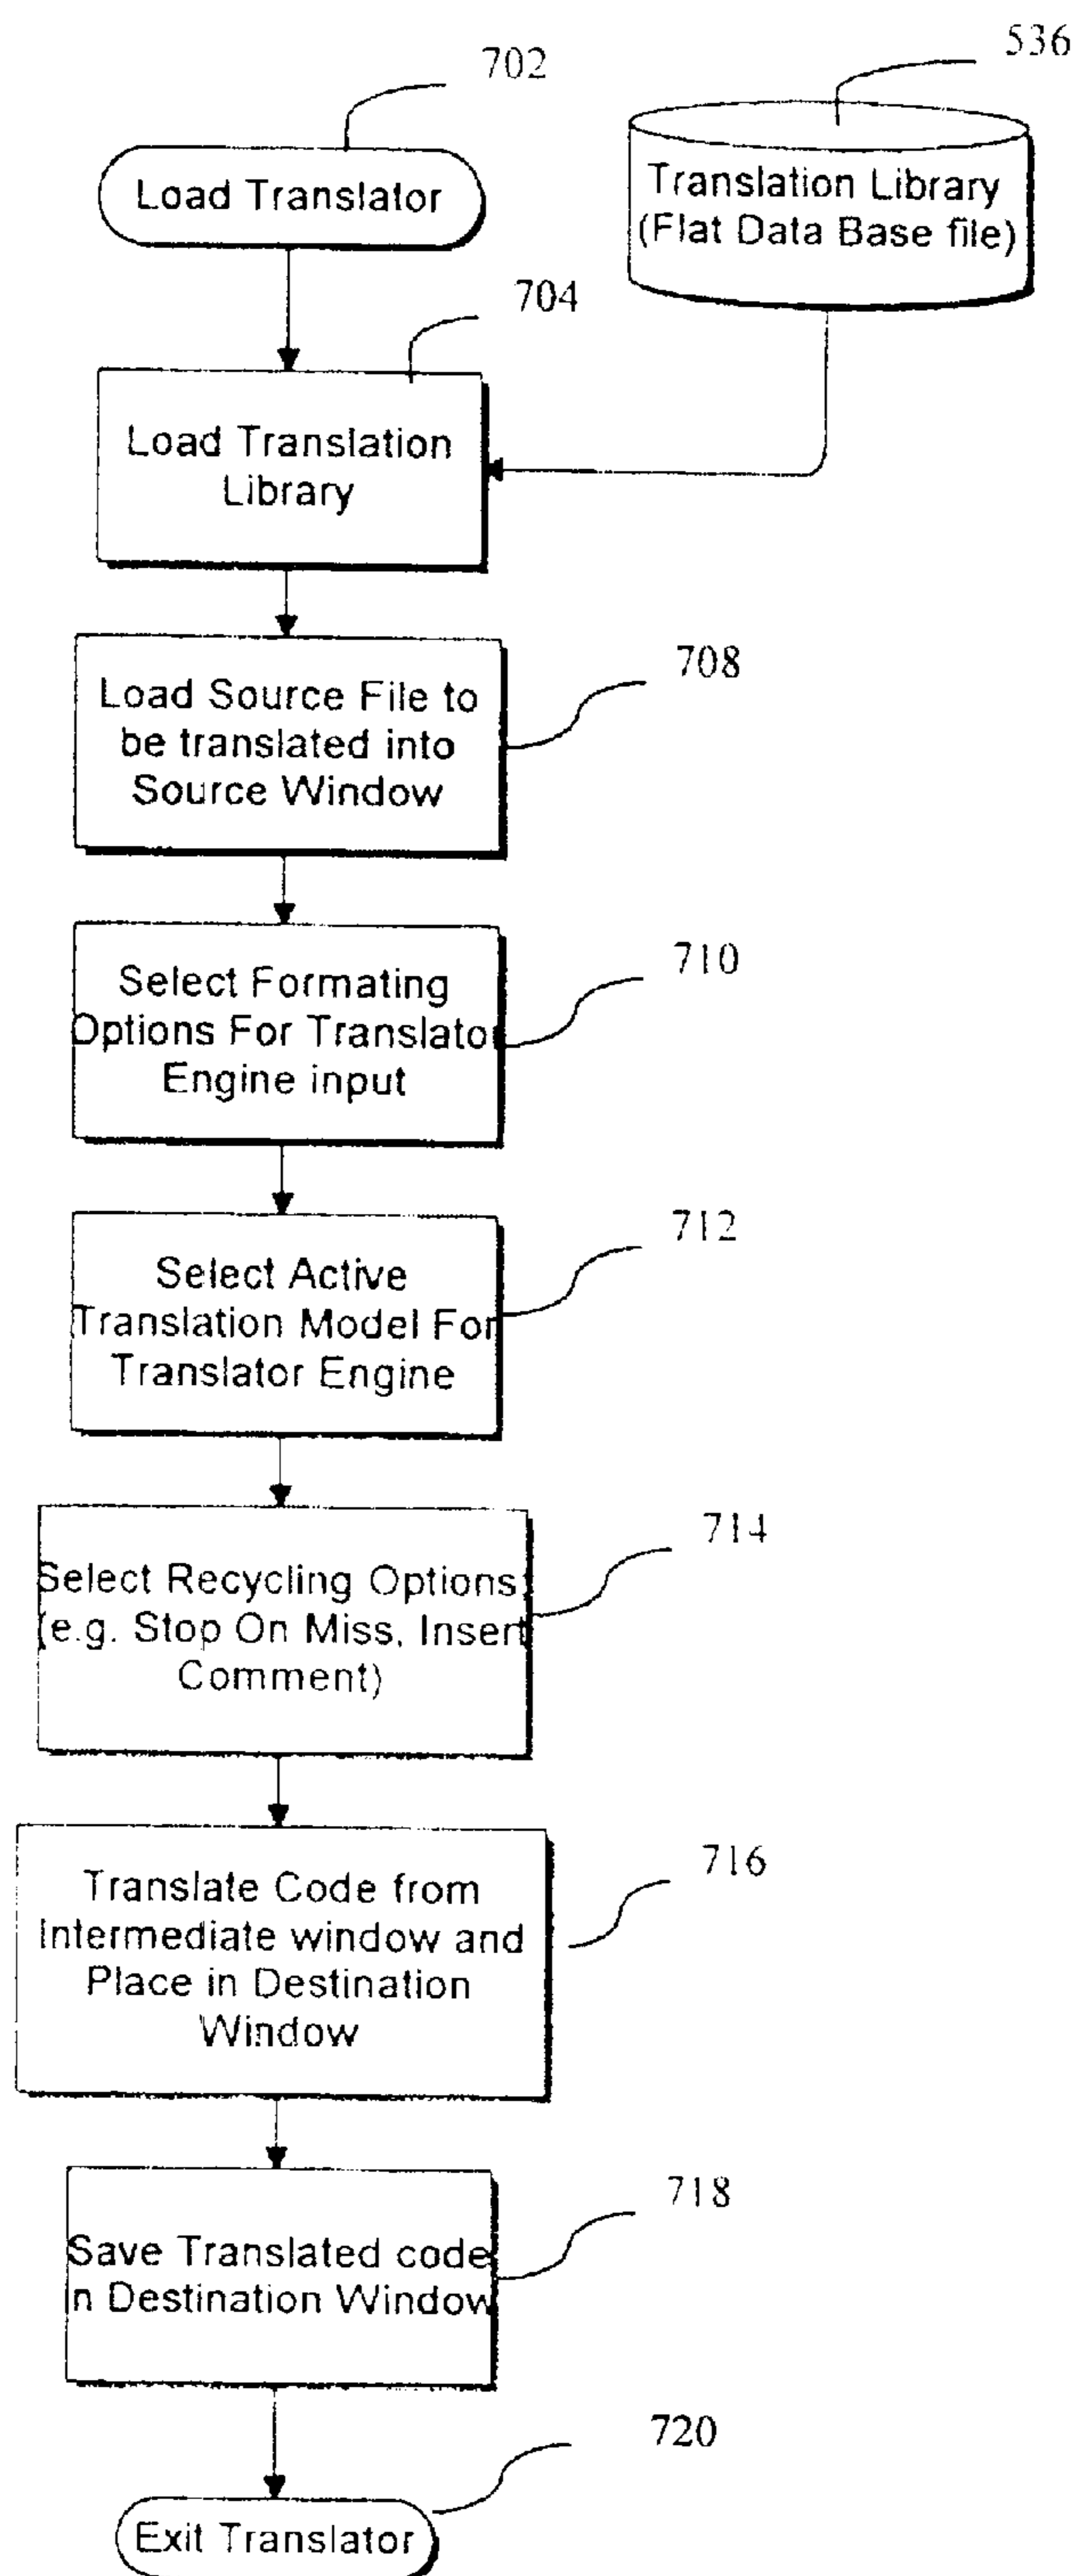 702
536
Load Translator
Translation Library
(Flat Data Base file)
704
Load Translation
Library
708
Load Source File to
be translated into
Source Window
710
Select Formating
Options For Translator
Engine input
712
Select Active
Translation Model For
Translator Engine
714
Select Recycling Options
(e.g. Stop On Miss, Insert
Comment)
716
Translate Code from
Intermediate window and
Place in Destination
Window
718
Save Translated code
in Destination Window
720
Exit Translator